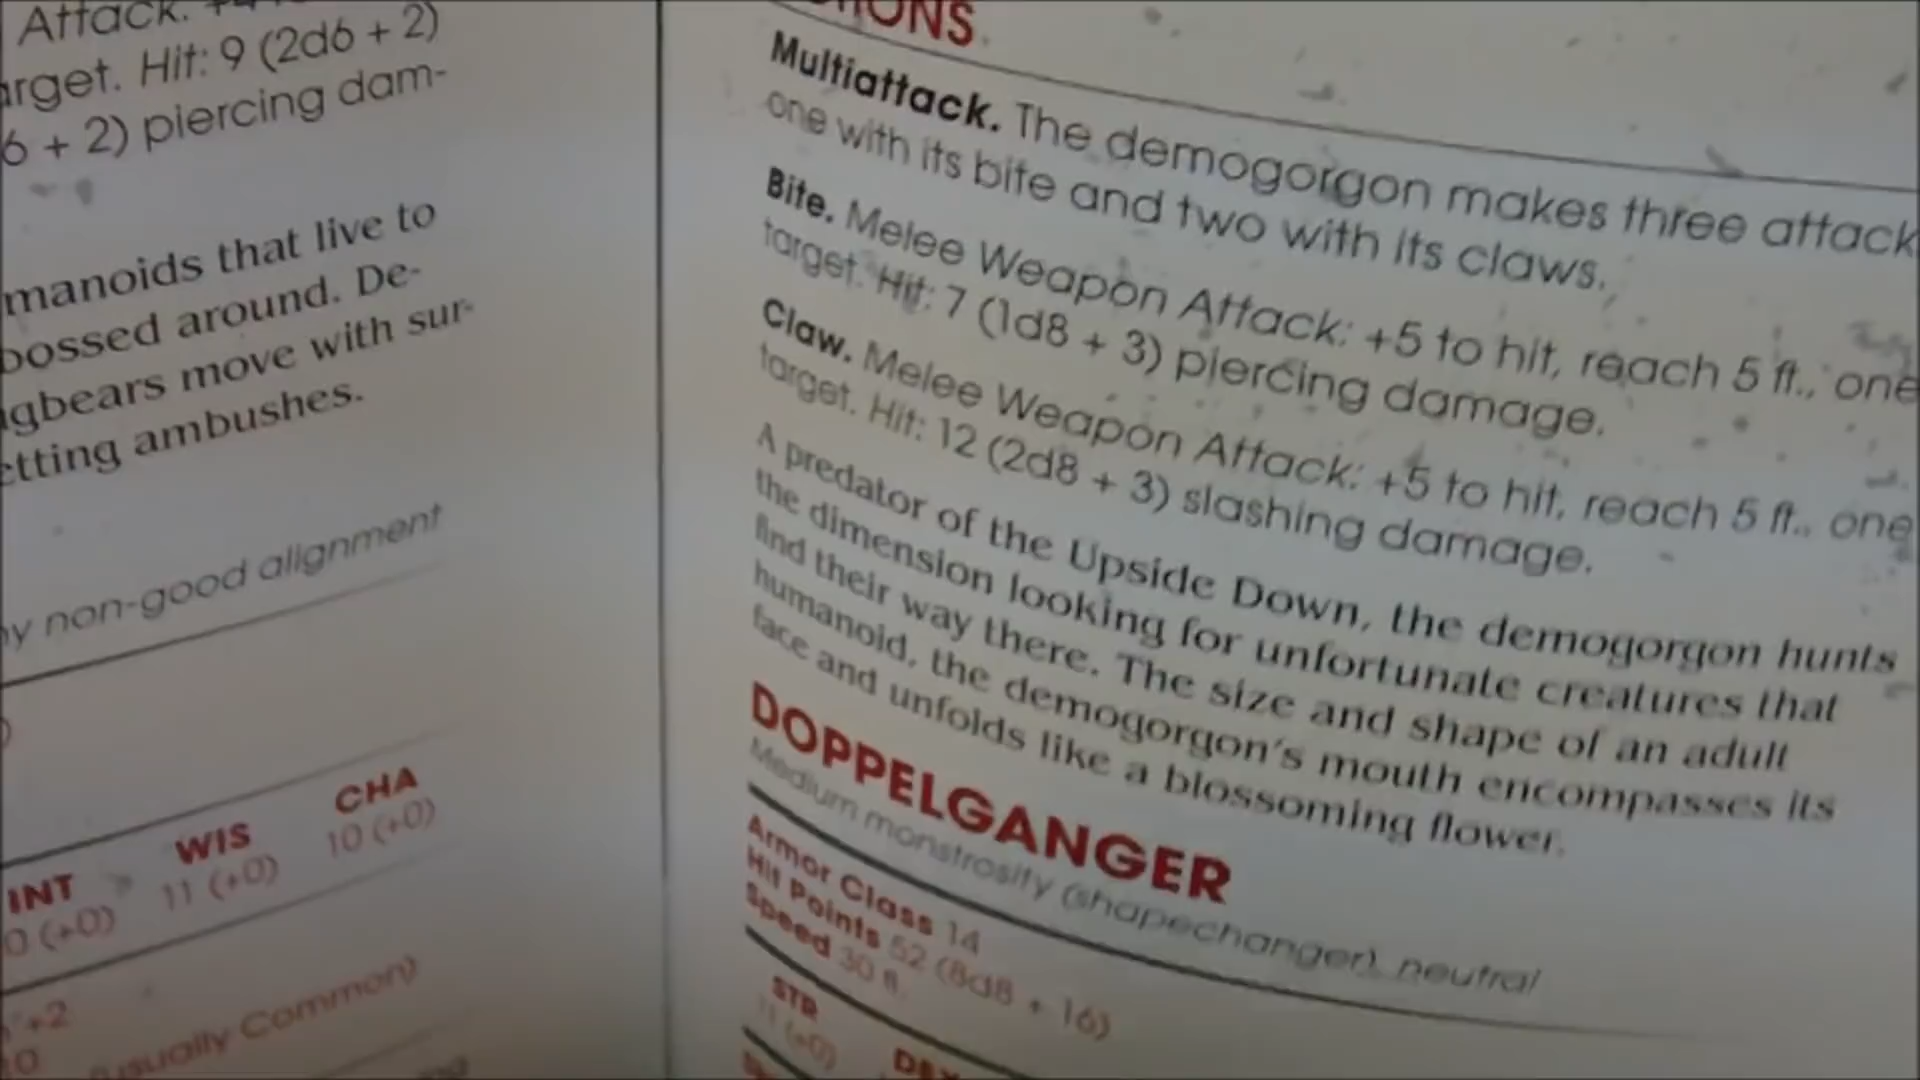 Attack.
Hit: 9 (2d6 + 2)
6 + 2) piercing dam-
that live to
around. De-
move with sur-
ambushes.
non-good alignment
INT WIS CHA
11 (+0) 10 (+0)
+2
Common)
Multiattack. The demogorgon makes three attack
one with its bite and two with its claws.
Bite. Melee Weapon Attack: +5 to hit, reach 5 ft., one
target. Hit: 7 (1d8 + 3) piercing damage.
Claw. Melee Weapon Attack: +5 to hit, reach 5 ft., one
target. Hit: 12 (2d8 + 3) slashing damage.
A predator of the Upside Down, the demogorgon hunts
the dimension looking for unfortunate creatures that
find their way there. The size and shape of an adult
humanoid, the demogorgon's mouth encompasses its
face and unfolds like a blossoming flower.
DOPPELGANGER
Medium monstrosity (shapechanger), neutral
Armor Class 14
Hit Points 52 (8d8 + 16)
Speed 30 ft.
STR
11 (+0)